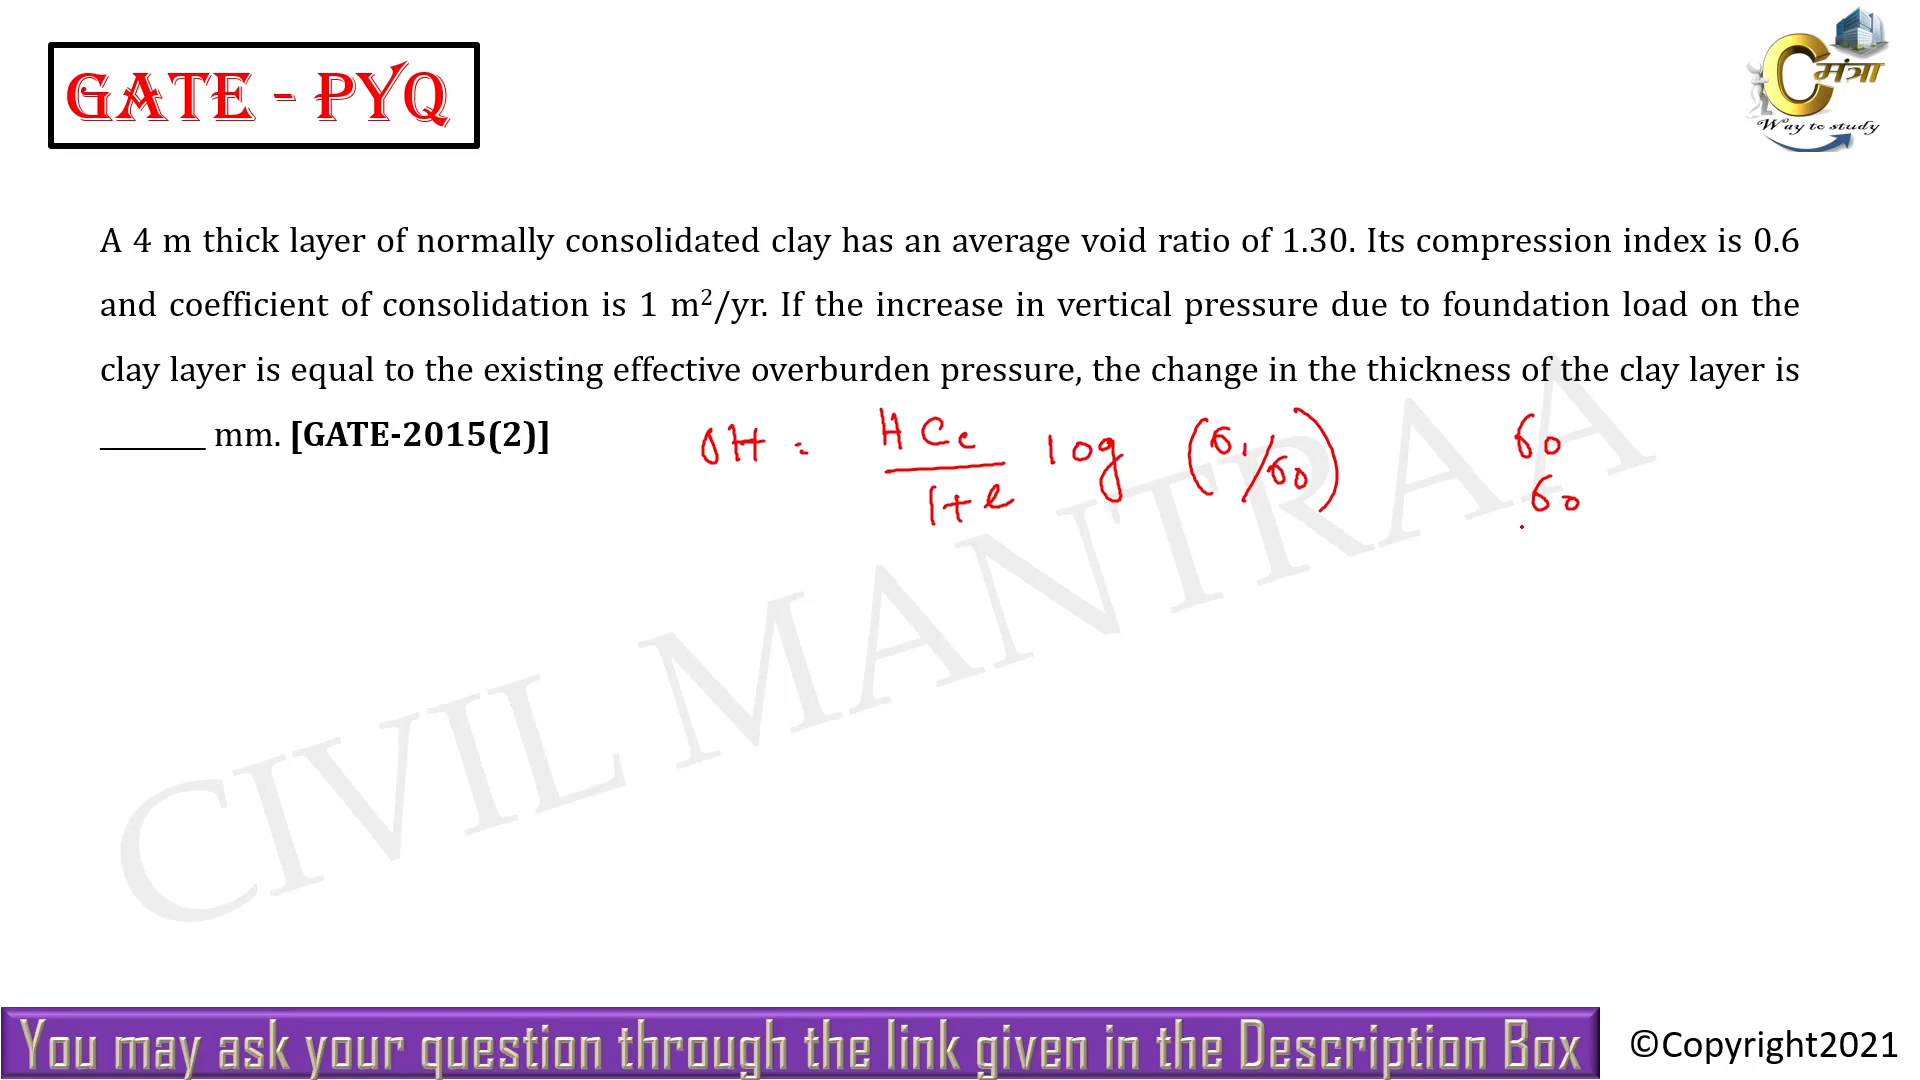 GATE - PYQ
C मंत्रा
Way to study
A 4 m thick layer of normally consolidated clay has an average void ratio of 1.30. Its compression index is 0.6
and coefficient of consolidation is 1 m²/yr. If the increase in vertical pressure due to foundation load on the
clay layer is equal to the existing effective overburden pressure, the change in the thickness of the clay layer is
_______ mm. [GATE-2015(2)]
ΔH = HCc / 1+e log (σ1/σ0)
σ0
σ0
CIVIL MANTRAA
You may ask your question through the link given in the Description Box
©Copyright2021